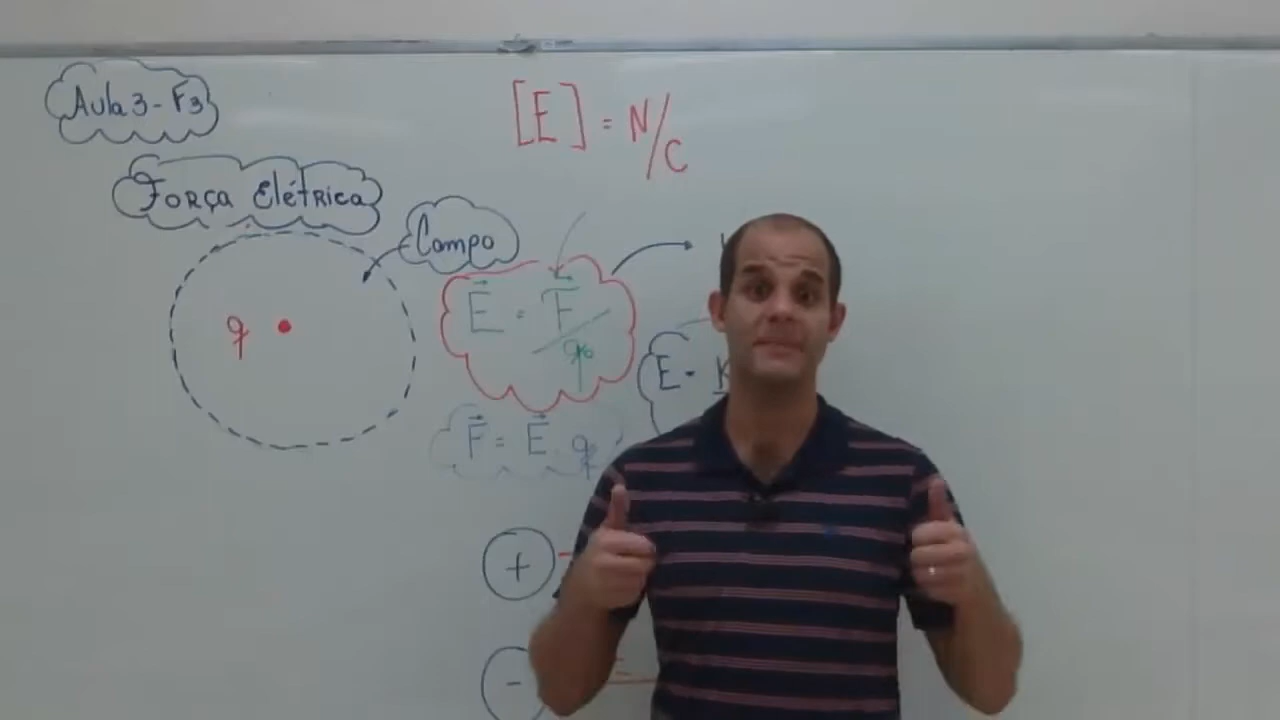 Aula 3 - F3
[E] = N/C
Força Elétrica
Campo
E = F/q₀
q
E = K
F = E . q
+
-